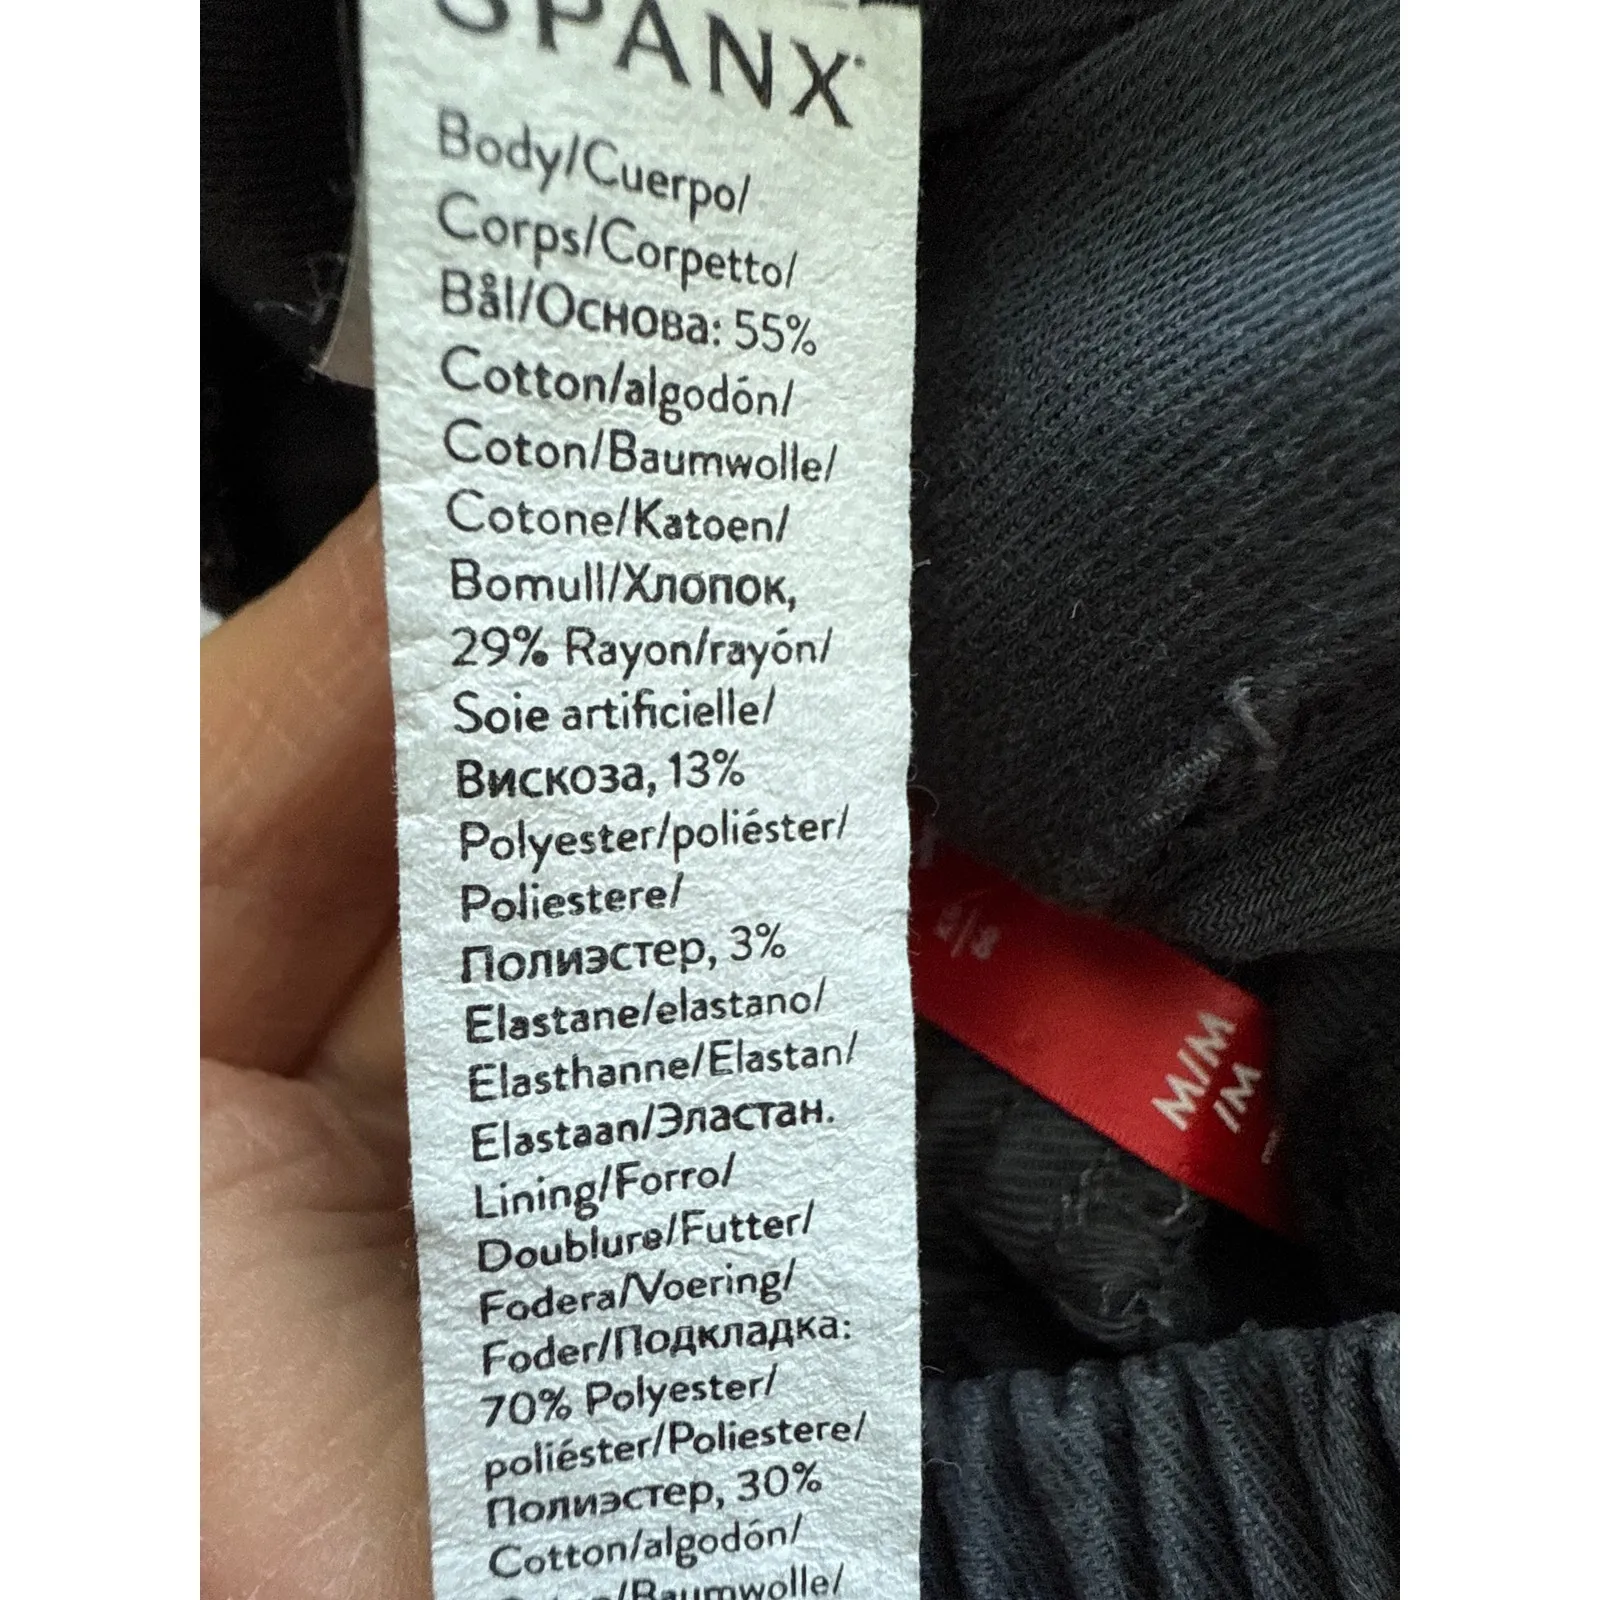 SPANX
Body/Cuerpo/
Corps/Corpetto/
Bål/Основа: 55%
Cotton/algodón/
Coton/Baumwolle/
Cotone/Katoen/
Bomull/Хлопок,
29% Rayon/rayón/
Soie artificielle/
Вискоза, 13%
Polyester/poliéster/
Poliestere/
Полиэстер, 3%
Elastane/elastano/
Elasthanne/Elastan/
Elastaan/Эластан.
Lining/Forro/
Doublure/Futter/
Fodera/Voering/
Foder/Подкладка:
70% Polyester/
poliéster/Poliestere/
Полиэстер, 30%
Cotton/algodón/
Coton/Baumwolle/
M/M
/M